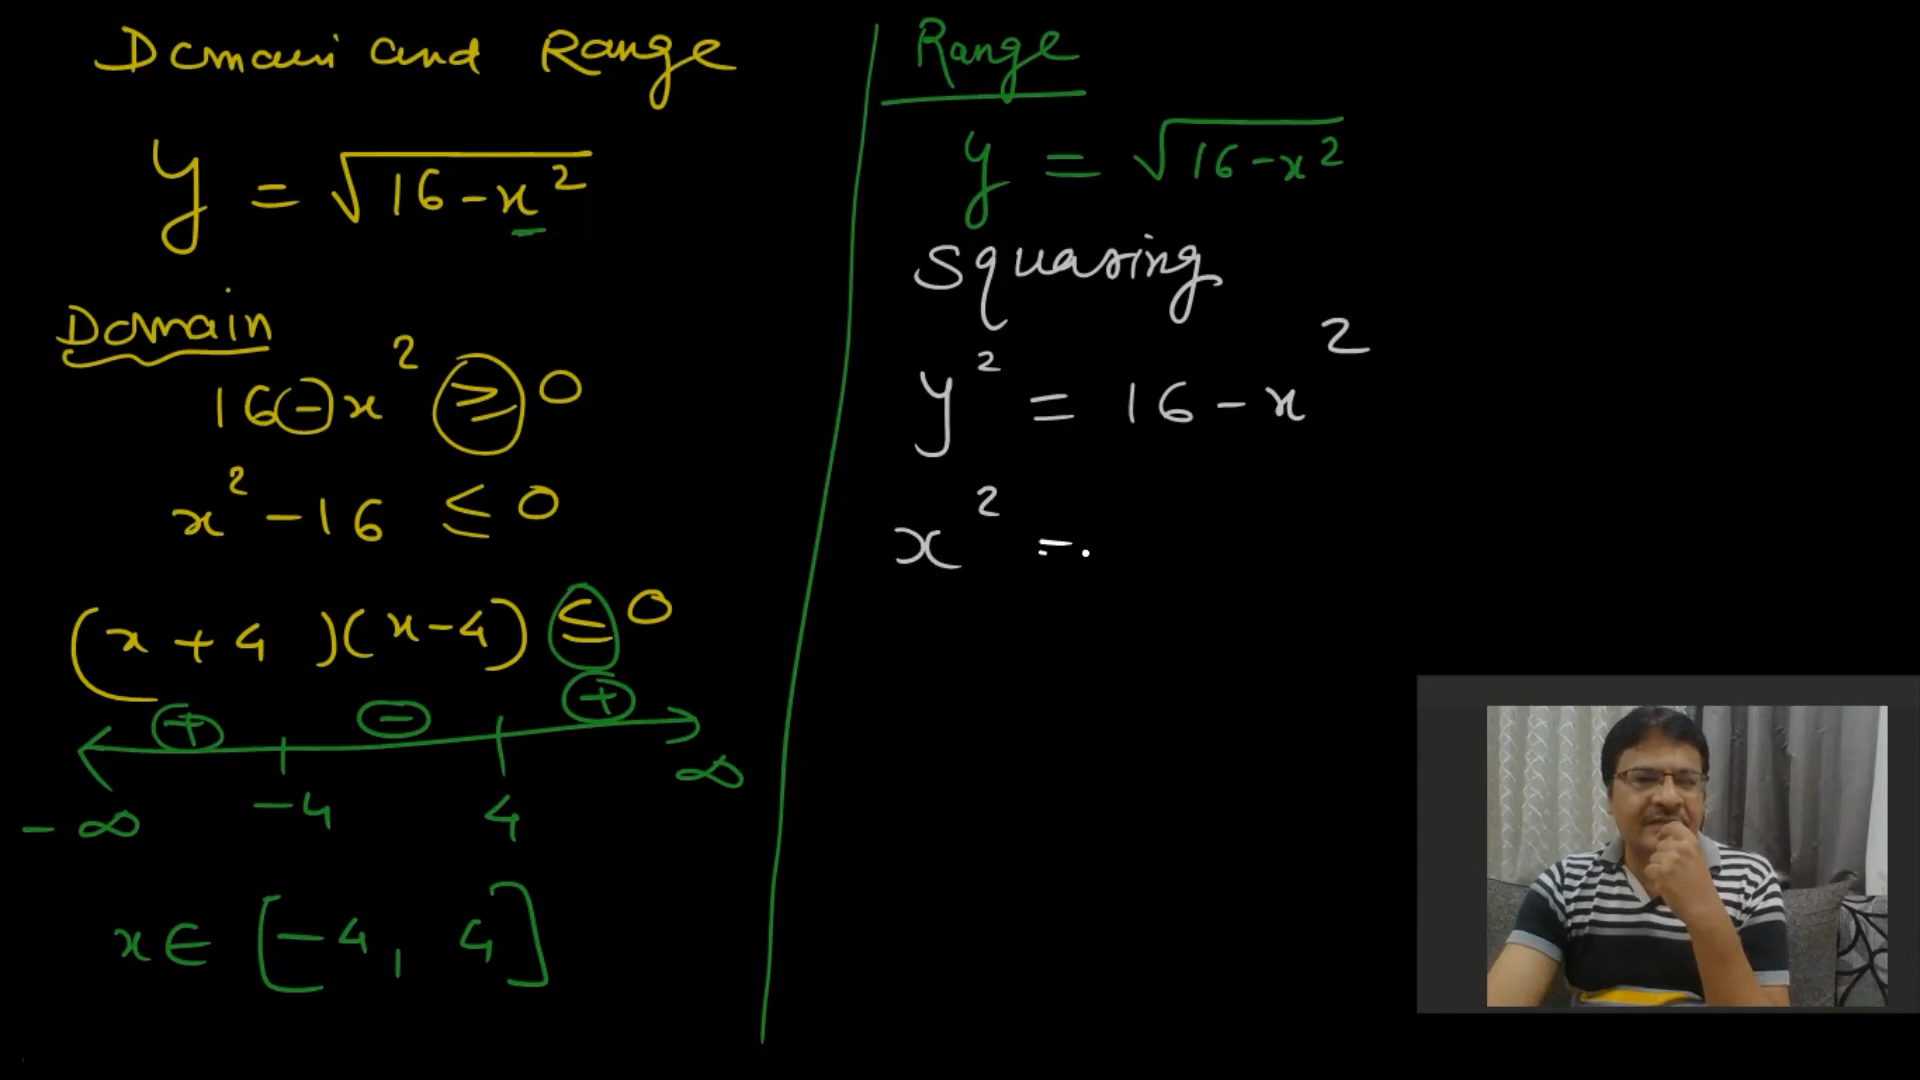 Domain and Range
y = √16-x²
Domain
16-x² ≥ 0
x²-16 ≤ 0
(x+4)(x-4) ≤ 0
+ - +
-∞ -4 4 ∞
x∈ [-4, 4]
Range
y = √16-x²
Squaring
y² = 16-x²
x² =